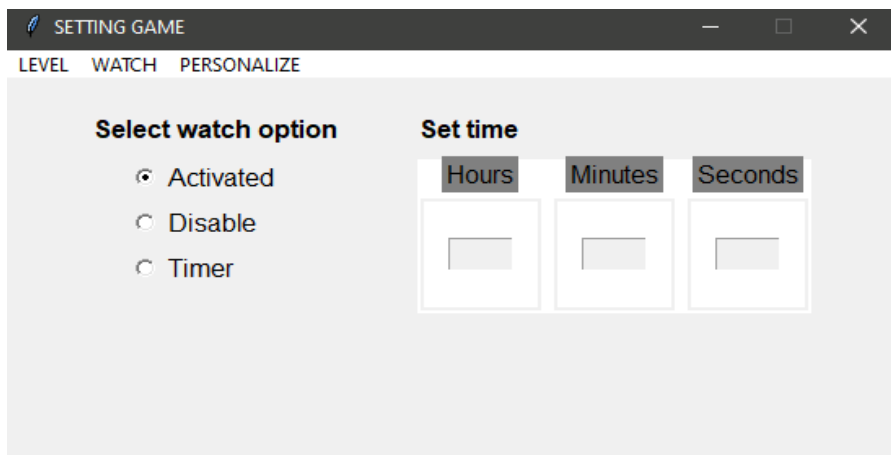 SETTING GAME
LEVEL WATCH PERSONALIZE
Select watch option
Activated
Disable
Timer
Set time
Hours Minutes Seconds